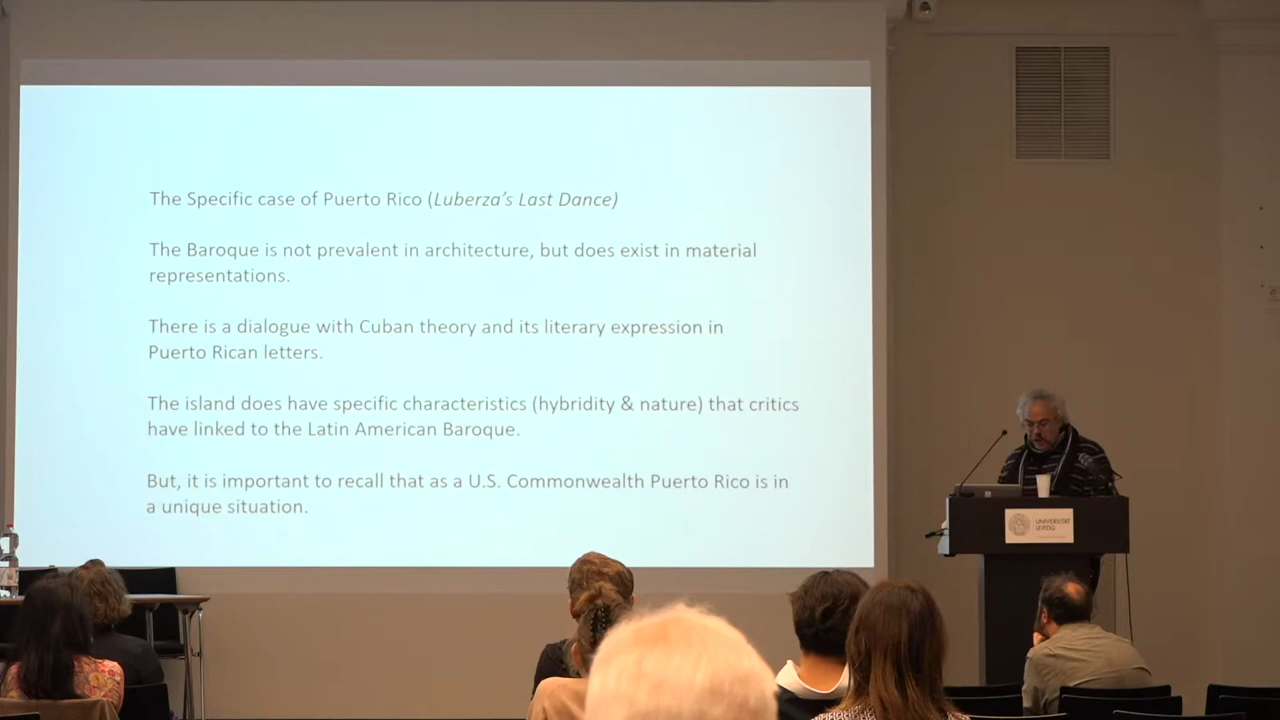 The Specific case of Puerto Rico (Luberza's Last Dance)
The Baroque is not prevalent in architecture, but does exist in material
representations.
There is a dialogue with Cuban theory and its literary expression in
Puerto Rican letters.
The island does have specific characteristics (hybridity & nature) that critics
have linked to the Latin American Baroque.
But, it is important to recall that as a U.S. Commonwealth Puerto Rico is in
a unique situation.
UNIVERSITÄT
LEIPZIG